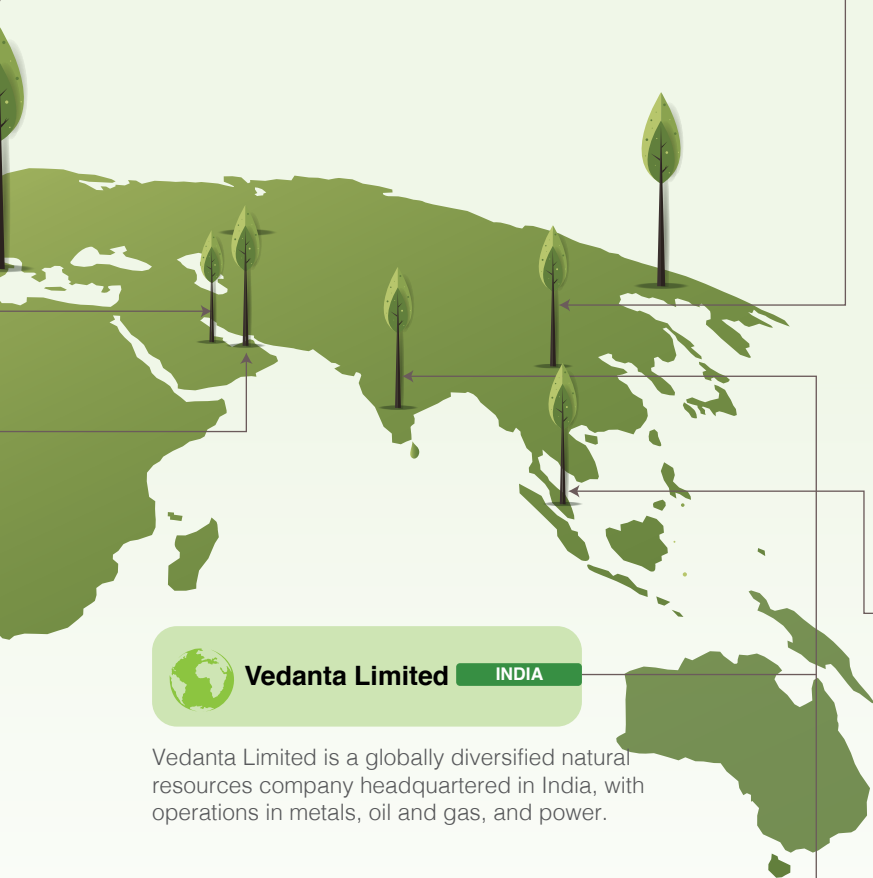 Vedanta Limited INDIA
Vedanta Limited is a globally diversified natural
resources company headquartered in India, with
operations in metals, oil and gas, and power.